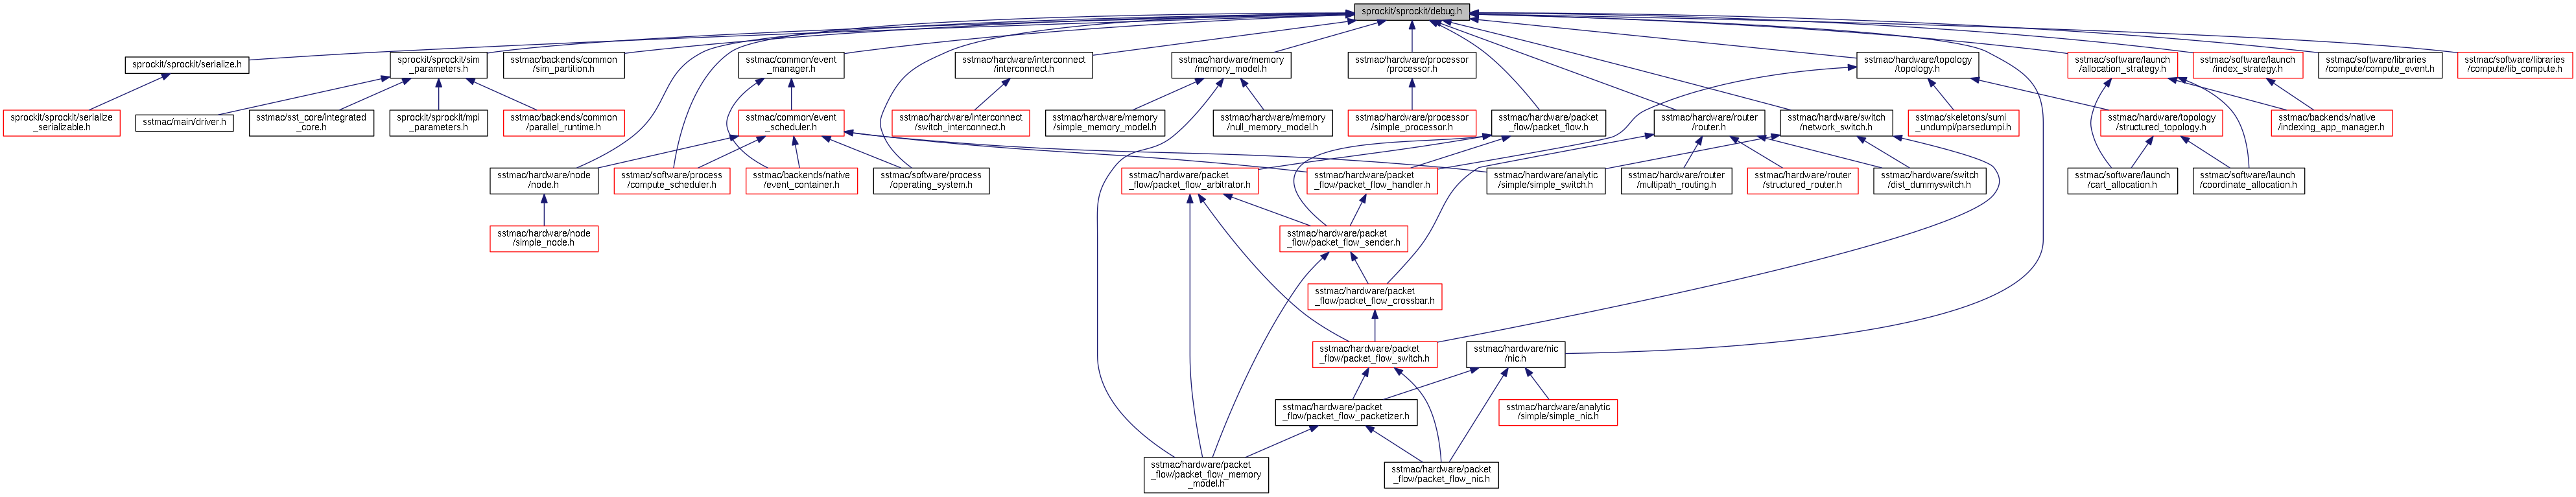 sprockit/sprockit/debug.h
sprockit/sprockit/serialize.h
sprockit/sprockit/sim
_parameters.h
sstmac/backends/common
/sim_partition.h
sstmac/common/event
_manager.h
sstmac/hardware/interconnect
/interconnect.h
sstmac/hardware/memory
/memory_model.h
sstmac/hardware/processor
/processor.h
sstmac/hardware/topology
/topology.h
sstmac/software/launch
/allocation_strategy.h
sstmac/software/launch
/index_strategy.h
sstmac/software/libraries
/compute/compute_event.h
sstmac/software/libraries
/compute/lib_compute.h
sprockit/sprockit/serialize
_serializable.h
sstmac/main/driver.h
sstmac/sst_core/integrated
_core.h
sprockit/sprockit/mpi
_parameters.h
sstmac/backends/common
/parallel_runtime.h
sstmac/common/event
_scheduler.h
sstmac/hardware/interconnect
/switch_interconnect.h
sstmac/hardware/memory
/simple_memory_model.h
sstmac/hardware/memory
/null_memory_model.h
sstmac/hardware/processor
/simple_processor.h
sstmac/hardware/packet
_flow/packet_flow.h
sstmac/hardware/router
/router.h
sstmac/hardware/switch
/network_switch.h
sstmac/skeletons/sumi
_undumpi/parsedumpi.h
sstmac/hardware/topology
/structured_topology.h
sstmac/backends/native
/indexing_app_manager.h
sstmac/hardware/node
/node.h
sstmac/software/process
/compute_scheduler.h
sstmac/backends/native
/event_container.h
sstmac/software/process
/operating_system.h
sstmac/hardware/packet
_flow/packet_flow_arbitrator.h
sstmac/hardware/packet
_flow/packet_flow_handler.h
sstmac/hardware/analytic
/simple/simple_switch.h
sstmac/hardware/router
/multipath_routing.h
sstmac/hardware/router
/structured_router.h
sstmac/hardware/switch
/dist_dummyswitch.h
sstmac/software/launch
/cart_allocation.h
sstmac/software/launch
/coordinate_allocation.h
sstmac/hardware/node
/simple_node.h
sstmac/hardware/packet
_flow/packet_flow_sender.h
sstmac/hardware/packet
_flow/packet_flow_crossbar.h
sstmac/hardware/packet
_flow/packet_flow_switch.h
sstmac/hardware/nic
/nic.h
sstmac/hardware/packet
_flow/packet_flow_packetizer.h
sstmac/hardware/analytic
/simple/simple_nic.h
sstmac/hardware/packet
_flow/packet_flow_memory
_model.h
sstmac/hardware/packet
_flow/packet_flow_nic.h